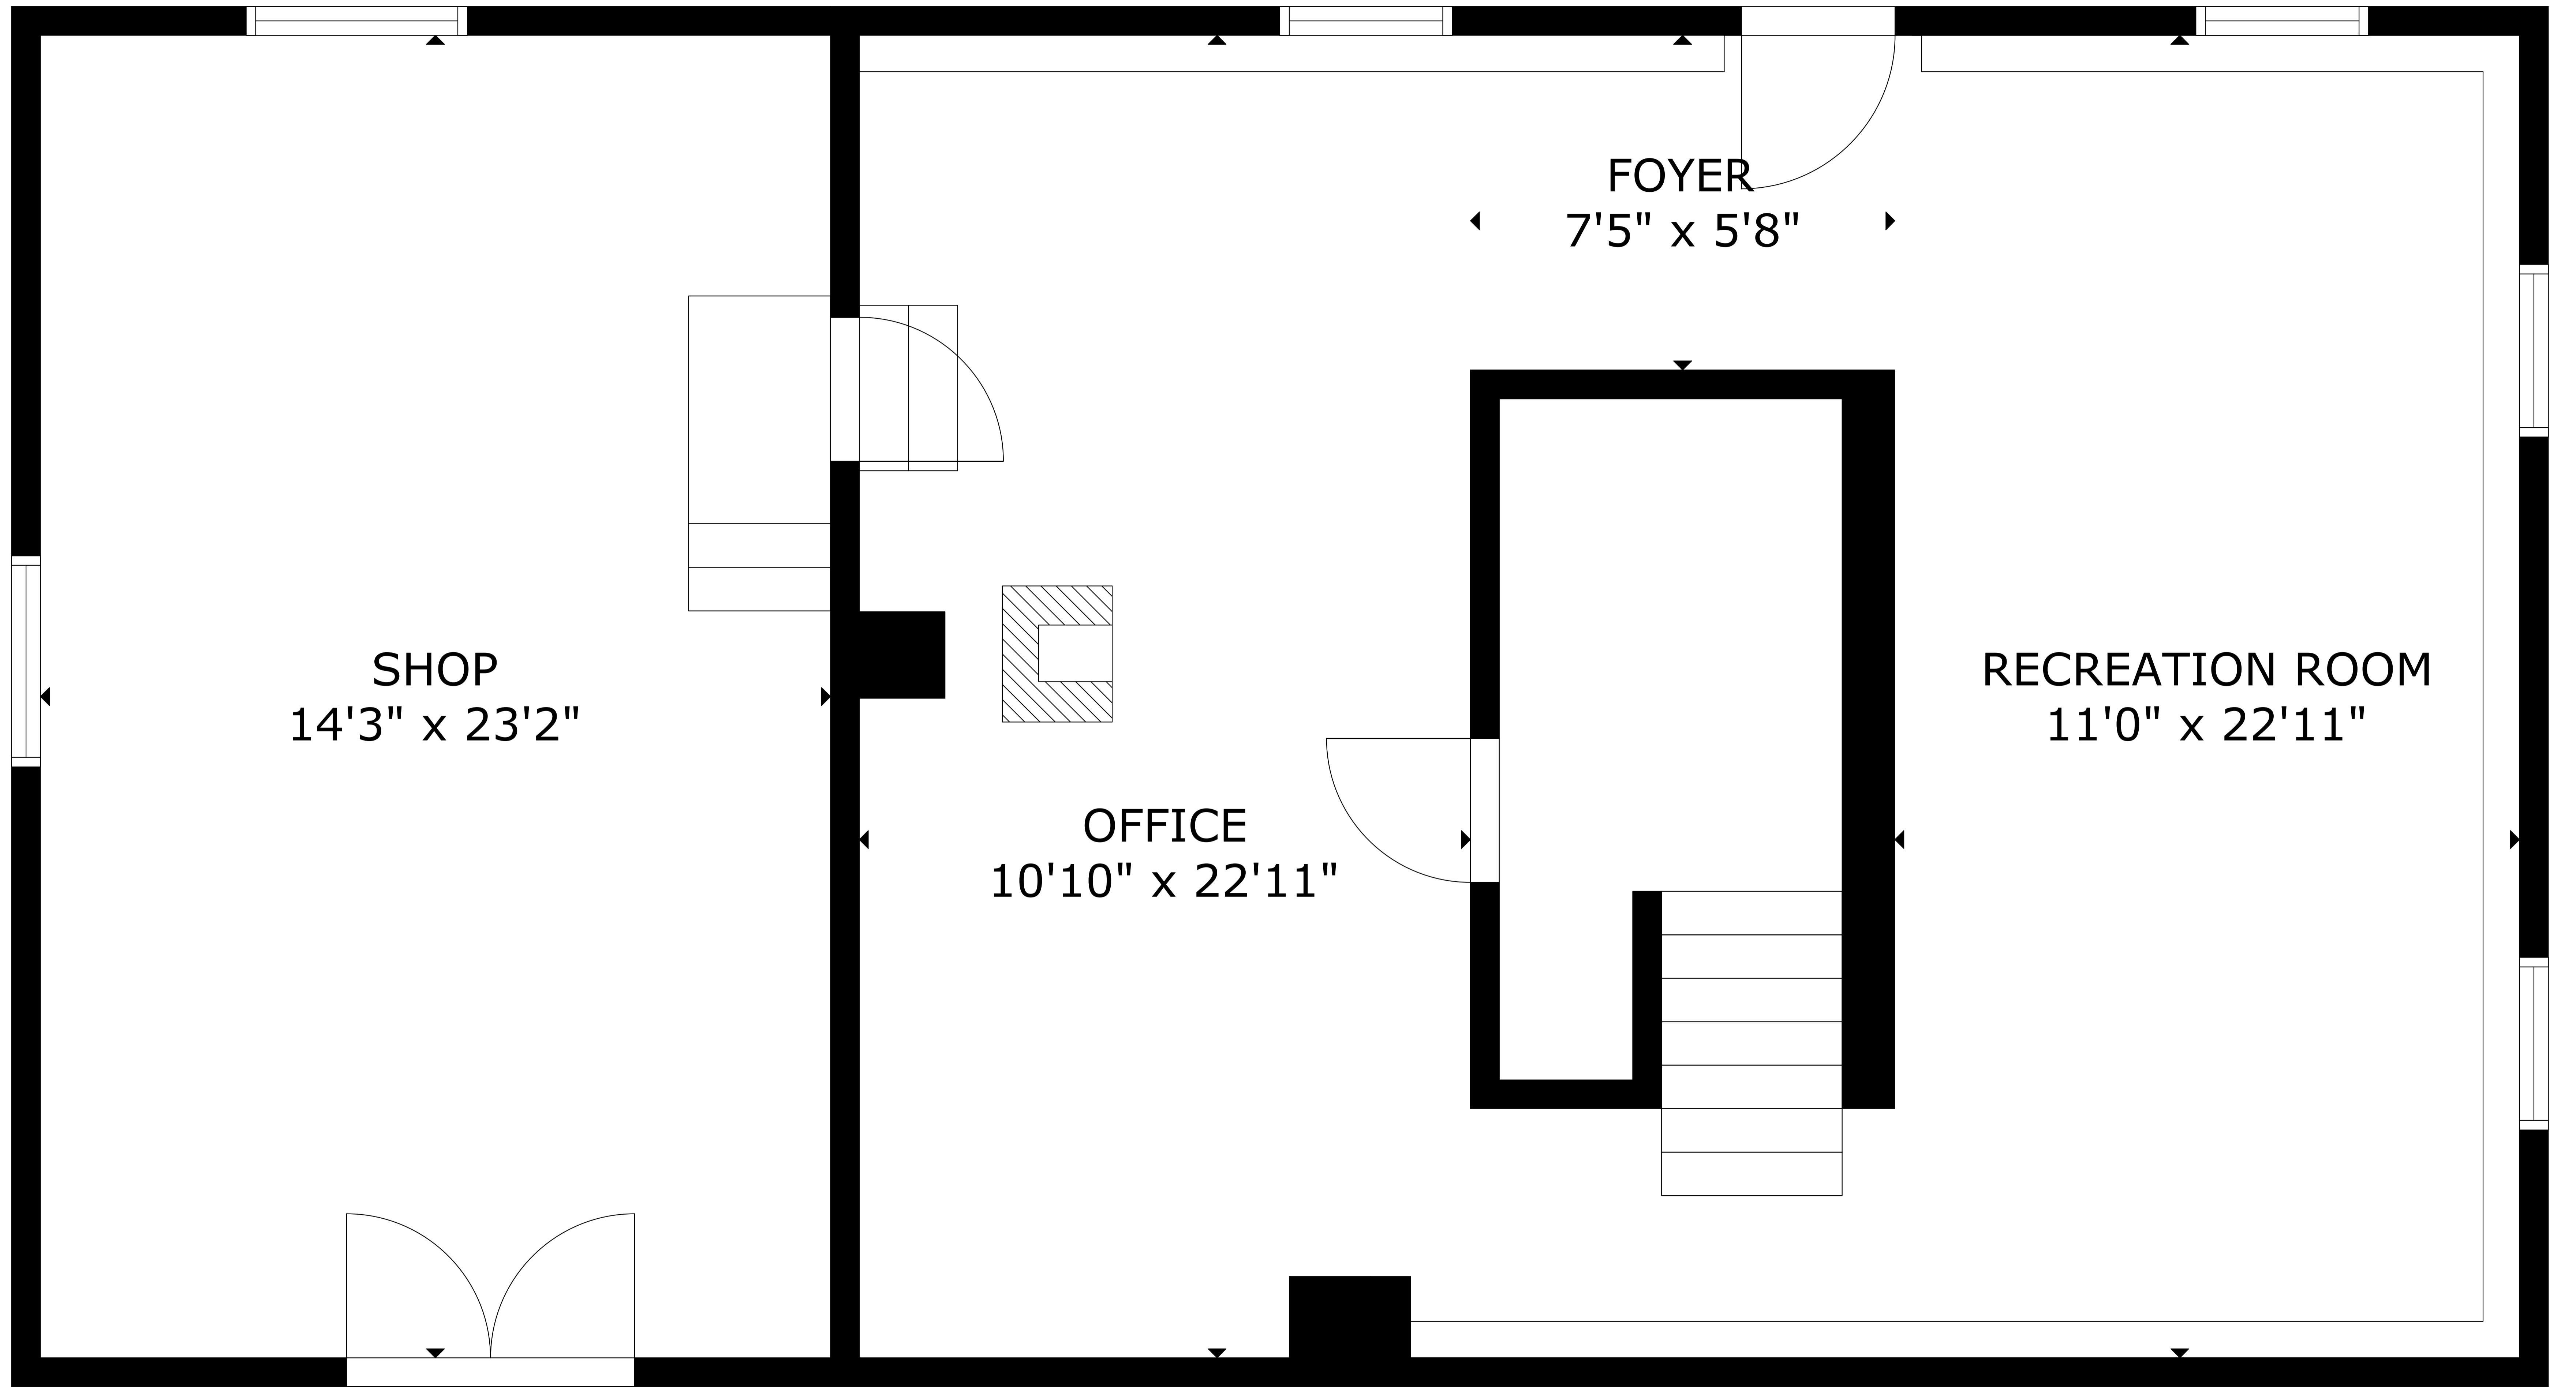 FOYER
7'5" x 5'8"
SHOP
14'3" x 23'2"
RECREATION ROOM
11'0" x 22'11"
OFFICE
10'10" x 22'11"